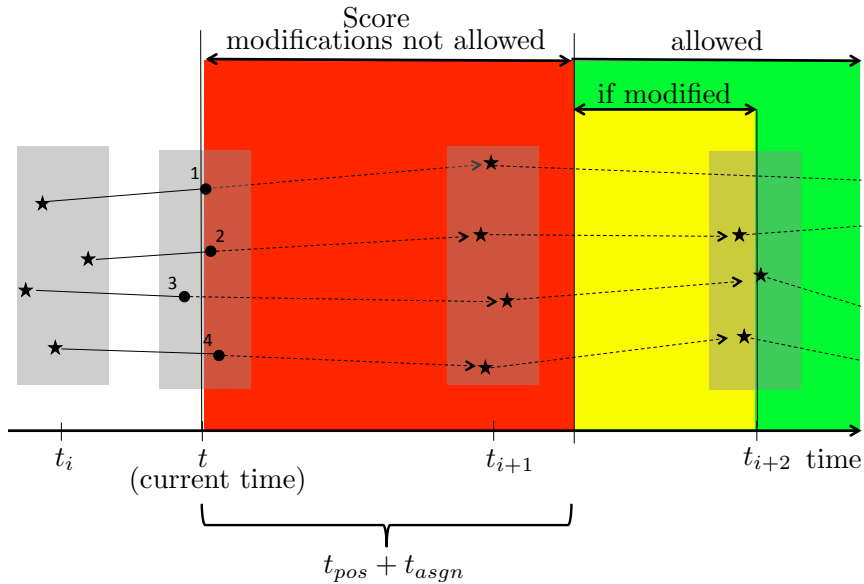 Score
modifications not allowed
allowed
if modified
1
2
3
4
t_i
t
t_{i+1}
t_{i+2}
time
(current time)
t_{pos} + t_{asgn}